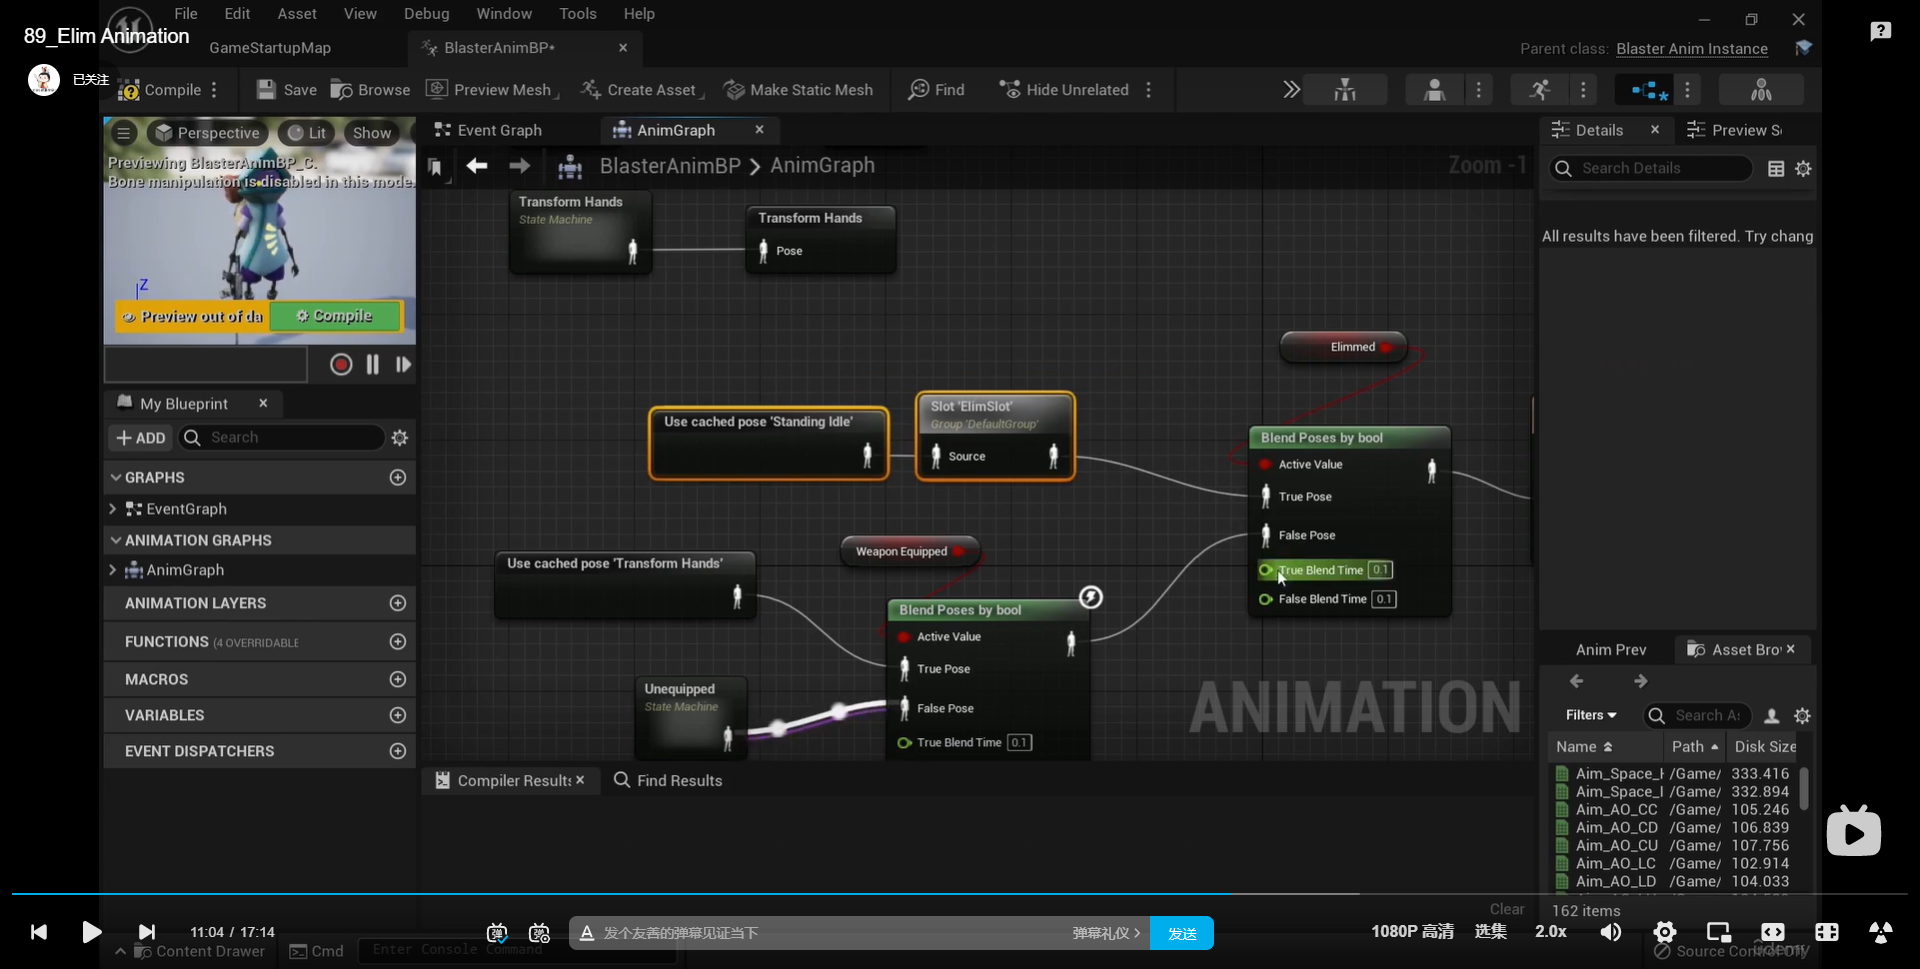 File Edit Asset View Debug Window Tools Help
89_Elim Animation
GameStartupMap
BlasterAnimBP*
Parent class: Blaster Anim Instance
已关注
Compile
Save
Browse
Preview Mesh
Create Asset
Make Static Mesh
Find
Hide Unrelated
Perspective
Lit
Show
Previewing BlasterAnimBP_C.
Bone manipulation is disabled in this mode.
Z
Preview out of da
Compile
Event Graph
AnimGraph
BlasterAnimBP > AnimGraph
Zoom -1
Details
Preview S
Search Details
All results have been filtered. Try chang
Transform Hands
State Machine
Transform Hands
Pose
Elimmed
Use cached pose 'Standing Idle'
Slot 'ElimSlot'
Group 'DefaultGroup'
Source
Blend Poses by bool
Active Value
True Pose
False Pose
True Blend Time 0.1
False Blend Time 0.1
Weapon Equipped
Use cached pose 'Transform Hands'
Blend Poses by bool
Active Value
True Pose
False Pose
True Blend Time 0.1
Unequipped
State Machine
ANIMATION
My Blueprint
ADD
Search
GRAPHS
EventGraph
ANIMATION GRAPHS
AnimGraph
ANIMATION LAYERS
FUNCTIONS (4 OVERRIDABLE
MACROS
VARIABLES
EVENT DISPATCHERS
Compiler Results
Find Results
Clear
Anim Prev
Asset Bro
Filters
Search As
Name Path Disk Size
Aim_Space_H /Game/ 333.416
Aim_Space_I /Game/ 332.894
Aim_AO_CC /Game/ 105.246
Aim_AO_CD /Game/ 106.839
Aim_AO_CU /Game/ 107.756
Aim_AO_LC /Game/ 102.914
Aim_AO_LD /Game/ 104.033
162 items
11:04 / 17:14
发个友善的弹幕见证当下
弹幕礼仪 >
发送
1080P 高清
选集
2.0x
Content Drawer
Cmd
Enter Console Command
Source Control Off
udemy